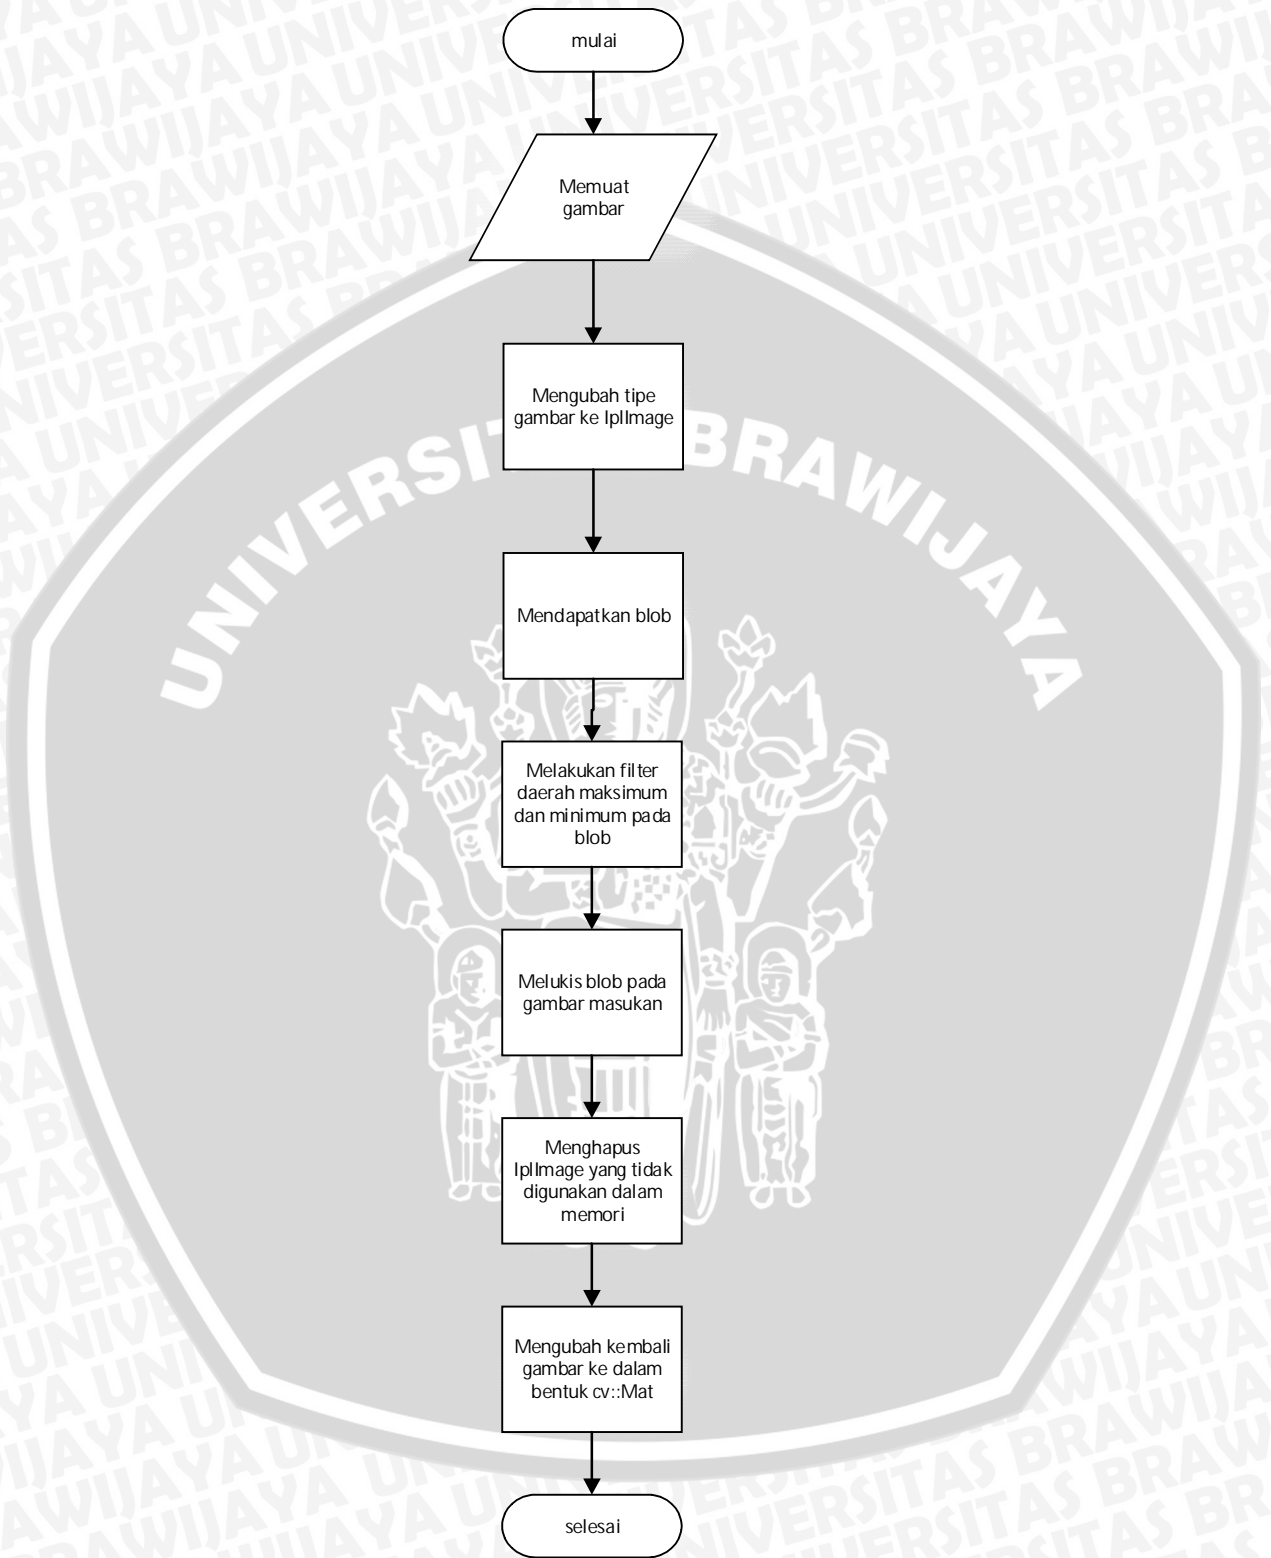 mulai
Memuat
gambar
Mengubah tipe
gambar ke IplImage
UNIVERSIT BRAWIJAYA
Mendapatkan blob
Melakukan filter
daerah maksimum
dan minimum pada
blob
Melukis blob pada
gambar masukan
Menghapus
IplImage yang tidak
digunakan dalam
memori
Mengubah kembali
gambar ke dalam
bentuk cv::Mat
selesai